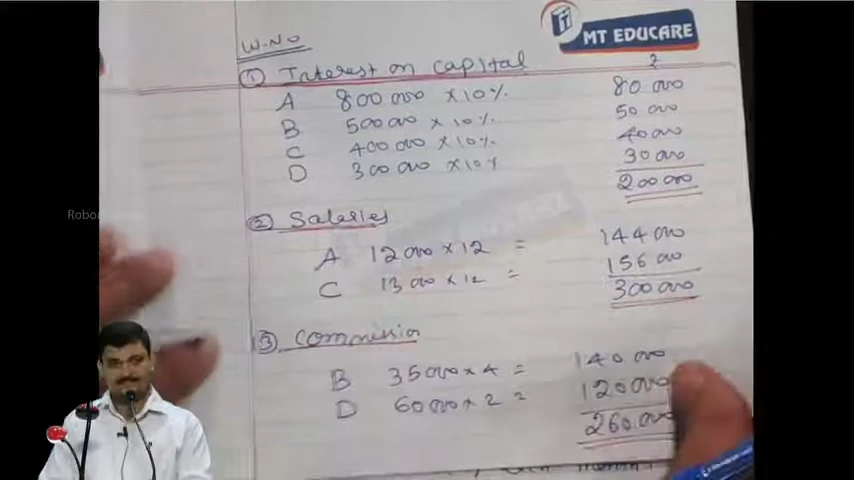 MT EDUCARE
W.NO
① Interest on capital ₹
A 800000 × 10% 80000
B 500000 × 10% 50000
C 400000 × 10% 40000
D 300000 × 10% 30000
200000
② Salaries
A 12000 × 12 = 144000
C 13000 × 12 = 156000
300000
③ Commission
B 35000 × 4 = 140000
D 60000 × 2 = 120000
260000